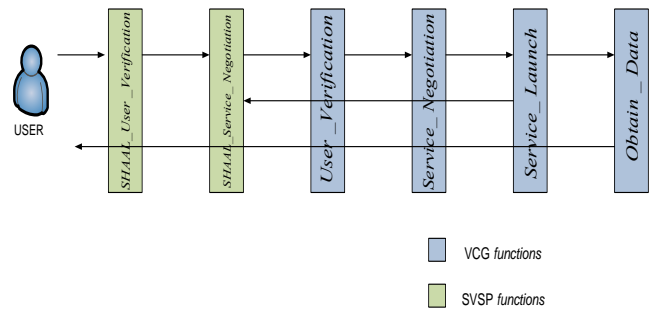 USER
SHAAL_User_Verification
SHAAL_Service_Negotiation
User_Verification
Service_Negotiation
Service_Launch
Obtain_Data
VCG functions
SVSP functions